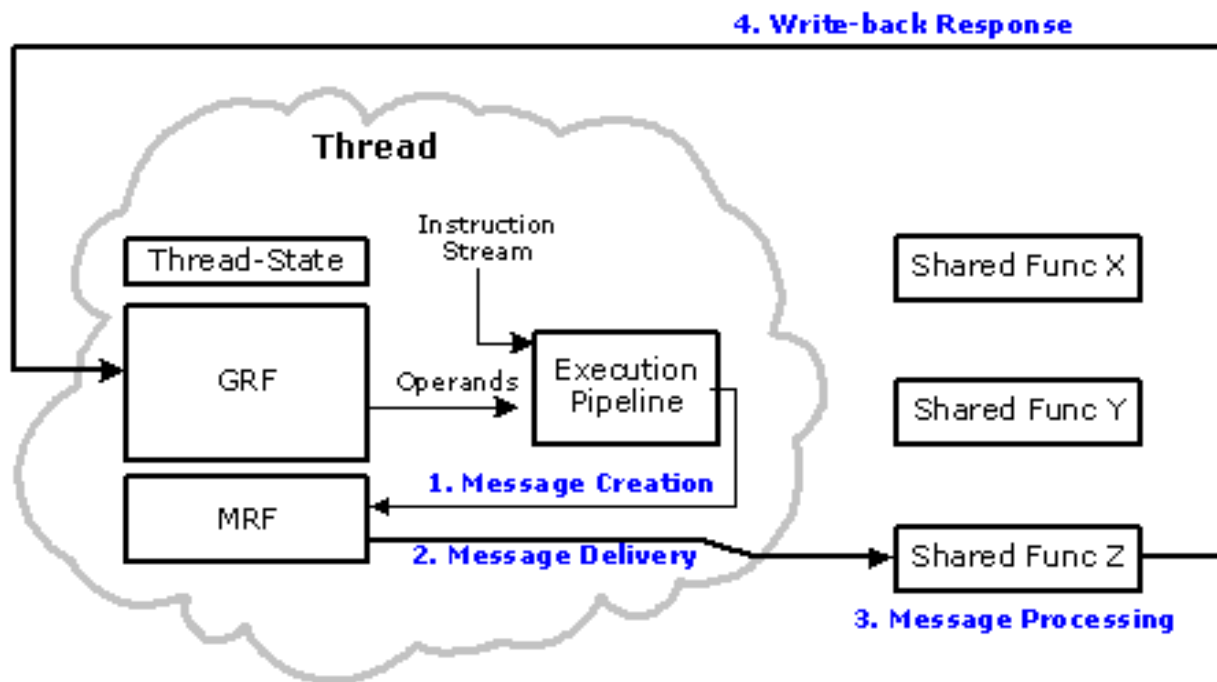 4. Write-back Response
Thread
Instruction
Stream
Thread-State
Shared Func X
GRF
Operands
Execution
Pipeline
Shared Func Y
1. Message Creation
MRF
2. Message Delivery
Shared Func Z
3. Message Processing